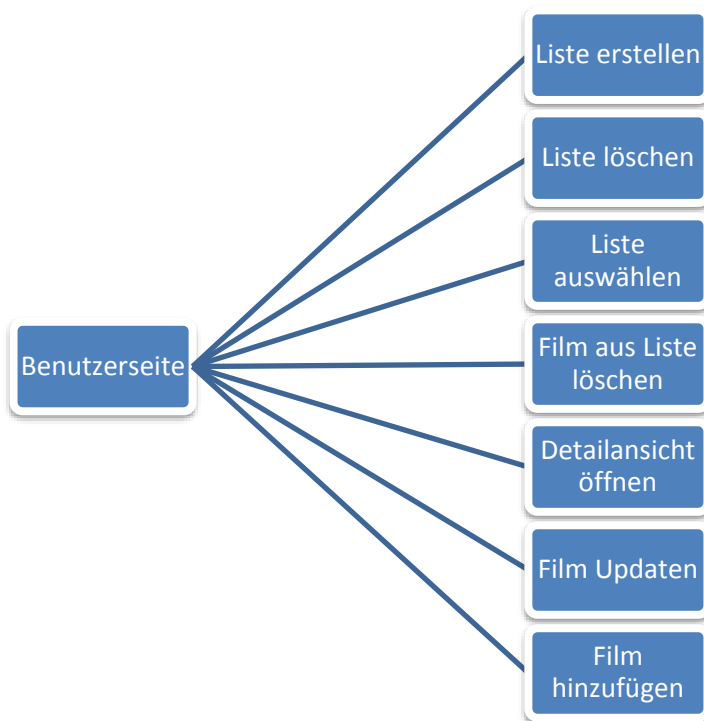 Liste erstellen
Liste löschen
Liste
auswählen
Benutzerseite
Film aus Liste
löschen
Detailansicht
öffnen
Film Updaten
Film
hinzufügen